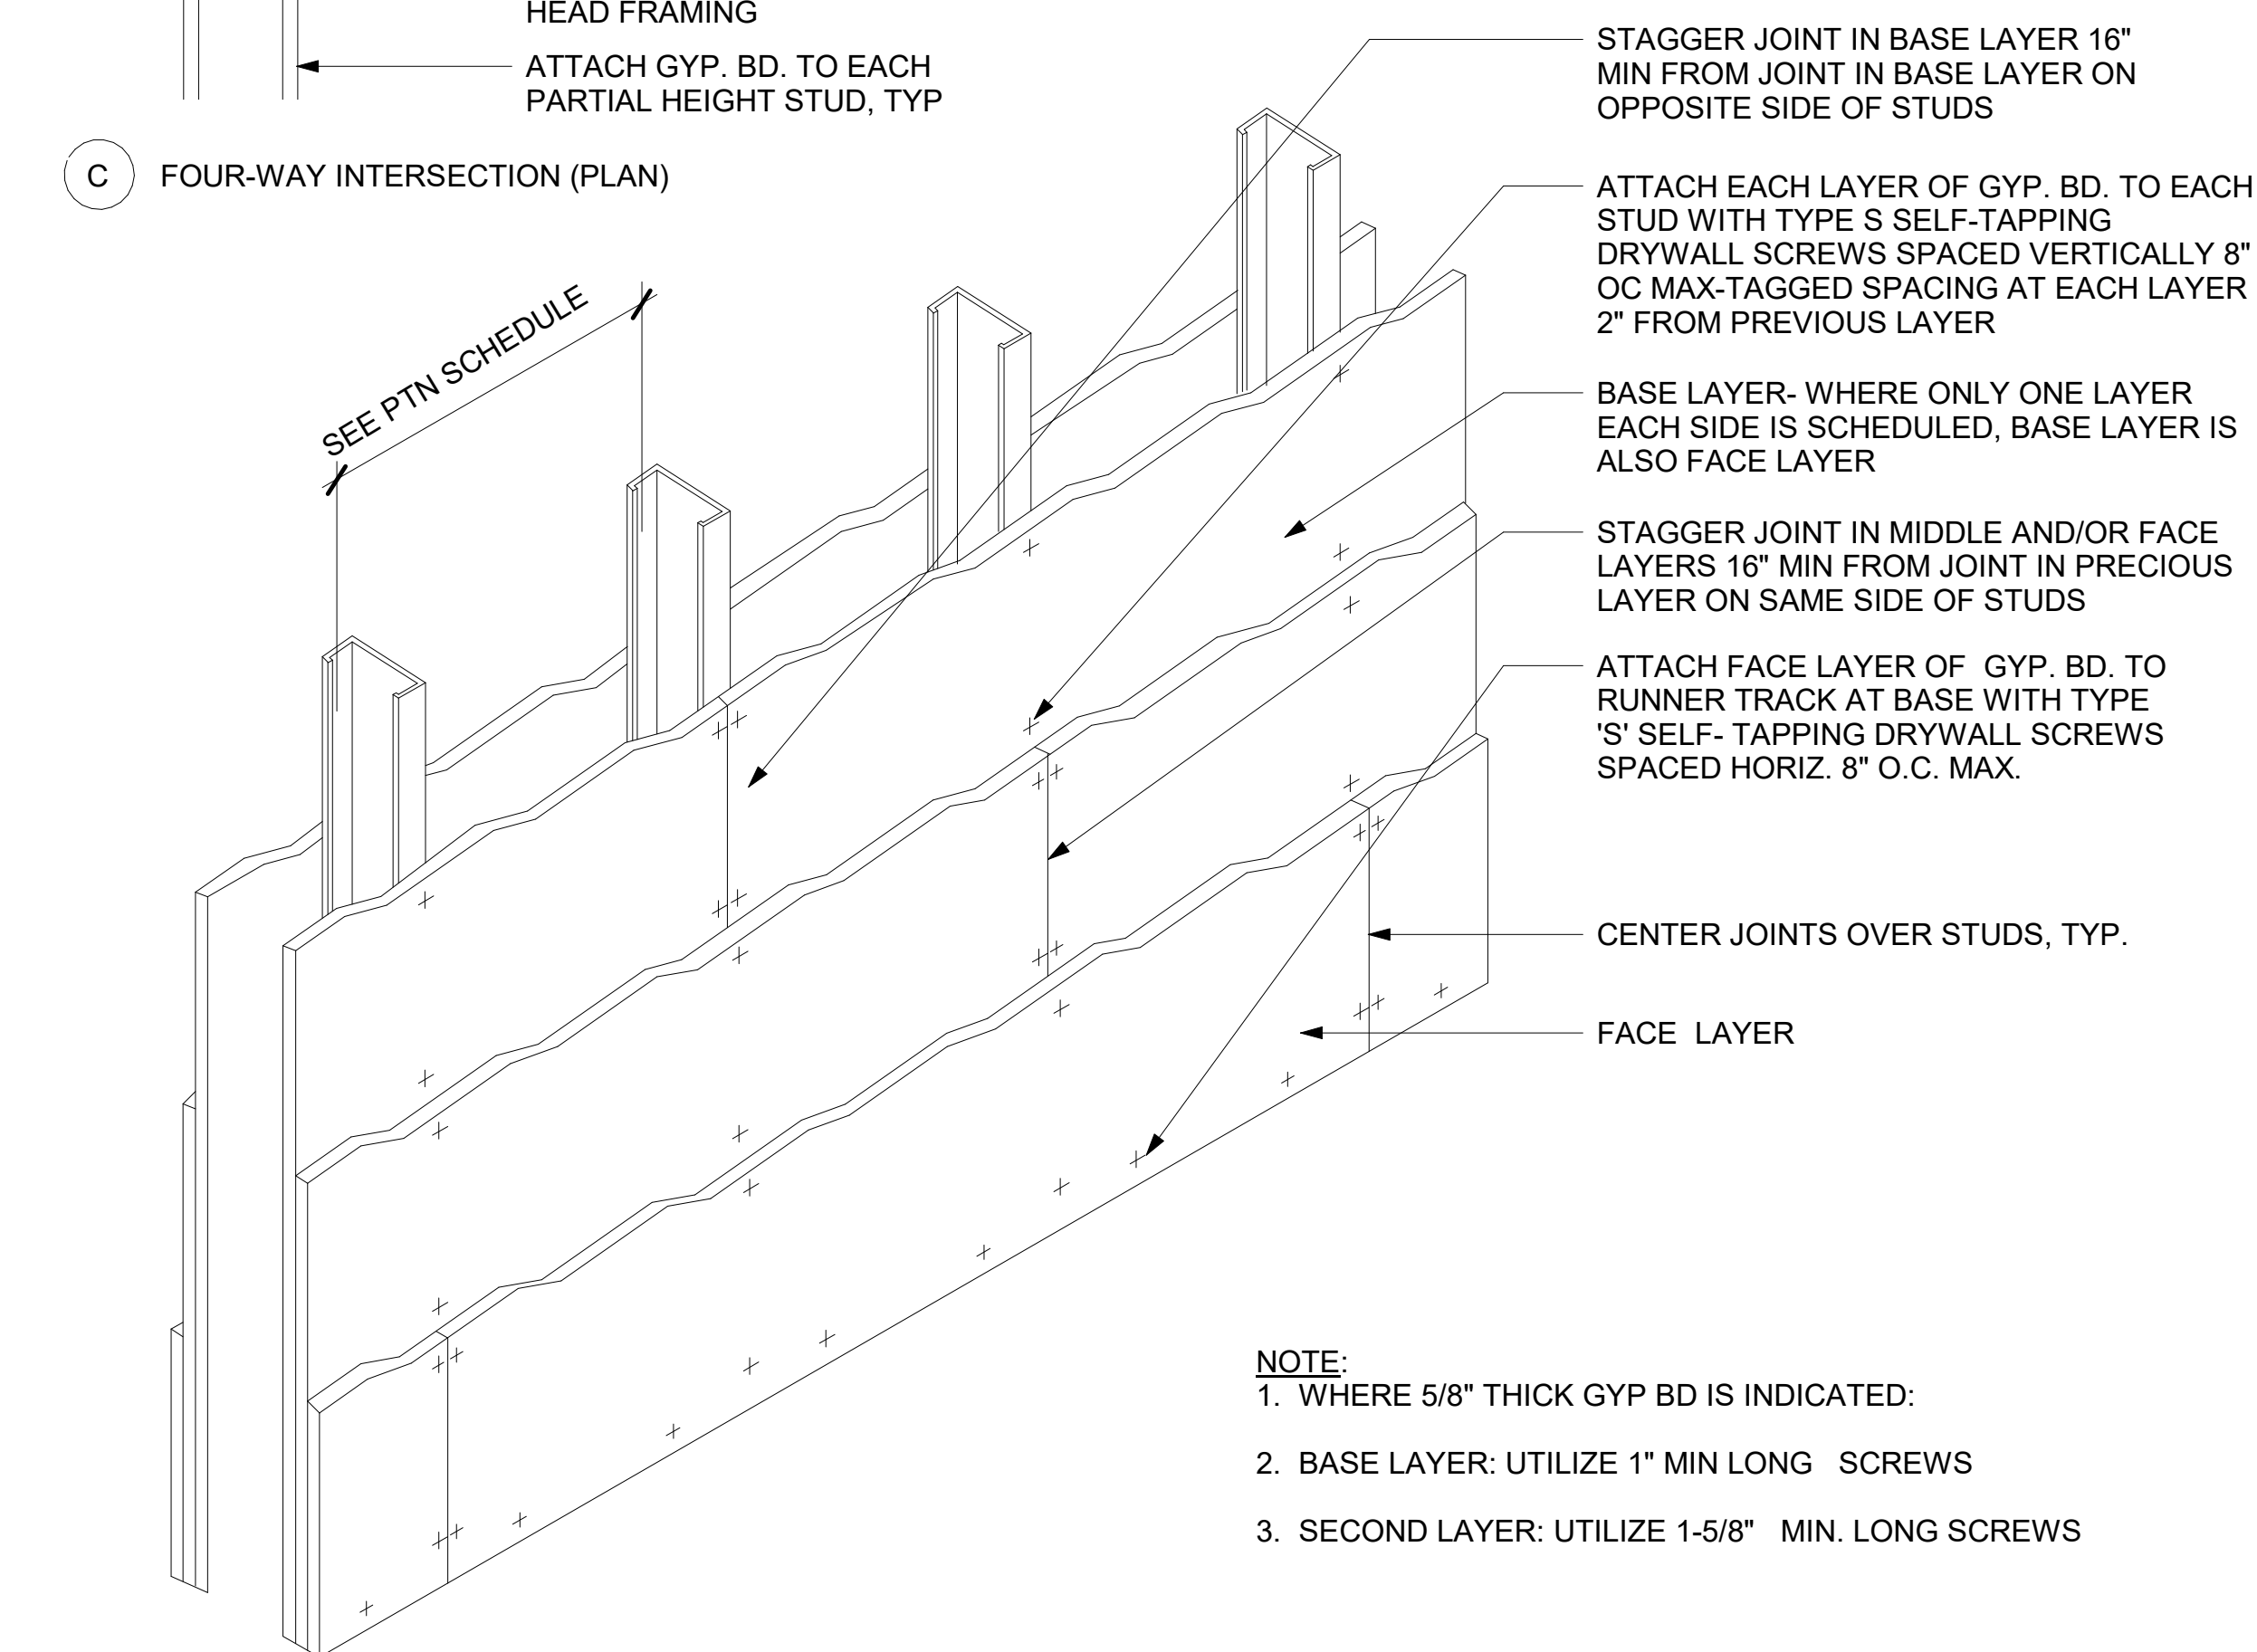 HEAD FRAMING
ATTACH GYP. BD. TO EACH
PARTIAL HEIGHT STUD, TYP
C
FOUR-WAY INTERSECTION (PLAN)
SEE PTN SCHEDULE
STAGGER JOINT IN BASE LAYER 16"
MIN FROM JOINT IN BASE LAYER ON
OPPOSITE SIDE OF STUDS
ATTACH EACH LAYER OF GYP. BD. TO EACH
STUD WITH TYPE S SELF-TAPPING
DRYWALL SCREWS SPACED VERTICALLY 8"
OC MAX-TAGGED SPACING AT EACH LAYER
2" FROM PREVIOUS LAYER
BASE LAYER- WHERE ONLY ONE LAYER
EACH SIDE IS SCHEDULED, BASE LAYER IS
ALSO FACE LAYER
STAGGER JOINT IN MIDDLE AND/OR FACE
LAYERS 16" MIN FROM JOINT IN PRECIOUS
LAYER ON SAME SIDE OF STUDS
ATTACH FACE LAYER OF GYP. BD. TO
RUNNER TRACK AT BASE WITH TYPE
'S' SELF- TAPPING DRYWALL SCREWS
SPACED HORIZ. 8" O.C. MAX.
CENTER JOINTS OVER STUDS, TYP.
FACE LAYER
NOTE:
1. WHERE 5/8" THICK GYP BD IS INDICATED:
2. BASE LAYER: UTILIZE 1" MIN LONG SCREWS
3. SECOND LAYER: UTILIZE 1-5/8" MIN. LONG SCREWS